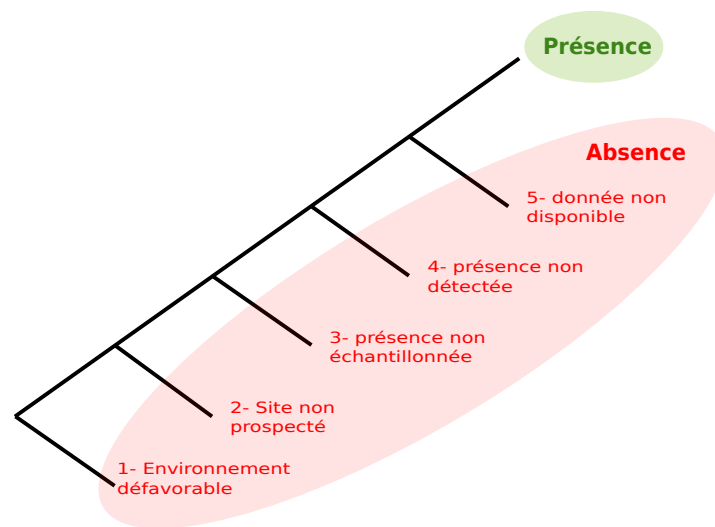 Présence
Absence
5- donnée non
disponible
4- présence non
détectée
3- présence non
échantillonnée
2- Site non
prospecté
1- Environnement
défavorable